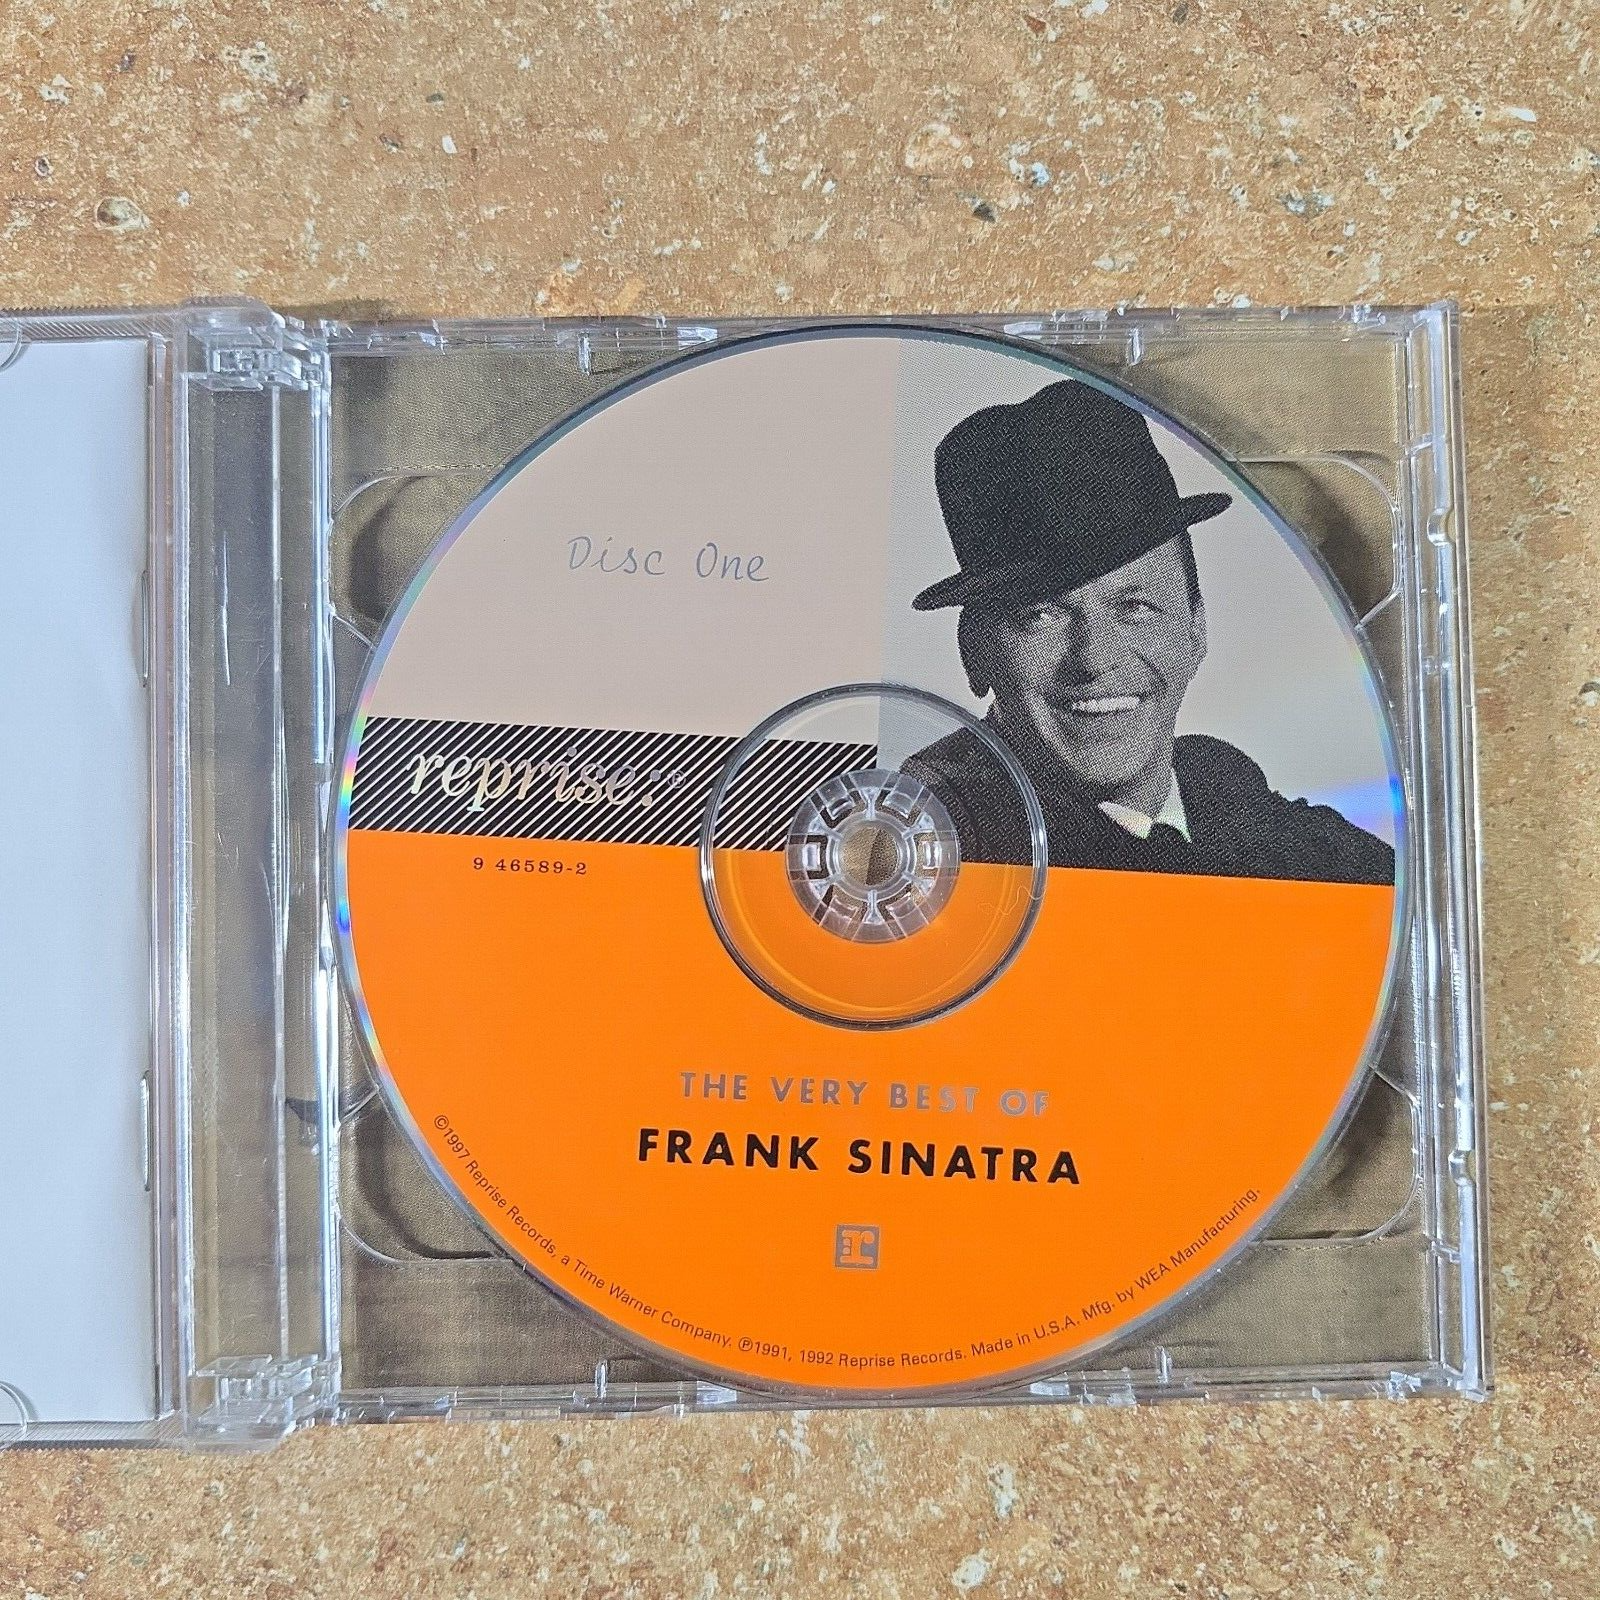 Disc One
reprise:®
9 46589-2
THE VERY BEST OF
FRANK SINATRA
r
©1997 Reprise Records, a Time Warner Company. ℗1991, 1992 Reprise Records. Made in U.S.A. Mfg. by WEA Manufacturing.